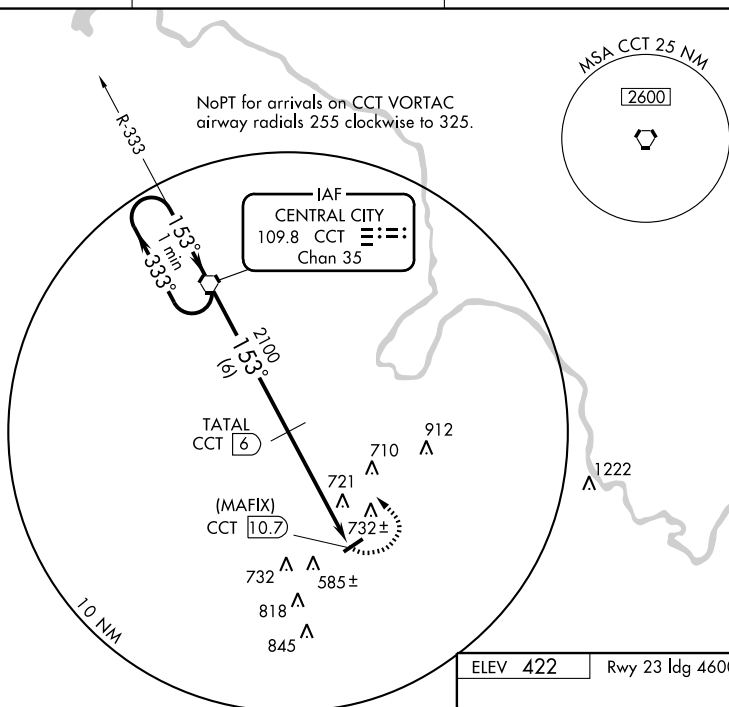 MSA CCT 25 NM
2600
NoPT for arrivals on CCT VORTAC
airway radials 255 clockwise to 325.
R-333
IAF
CENTRAL CITY
109.8 CCT
Chan 35
153°
1 min
333°
2100
153°
(6)
TATAL
CCT 6
912
710
721
1222
732±
(MAFIX)
CCT 10.7
732
585±
818
845
10 NM
ELEV 422
Rwy 23 ldg 4600